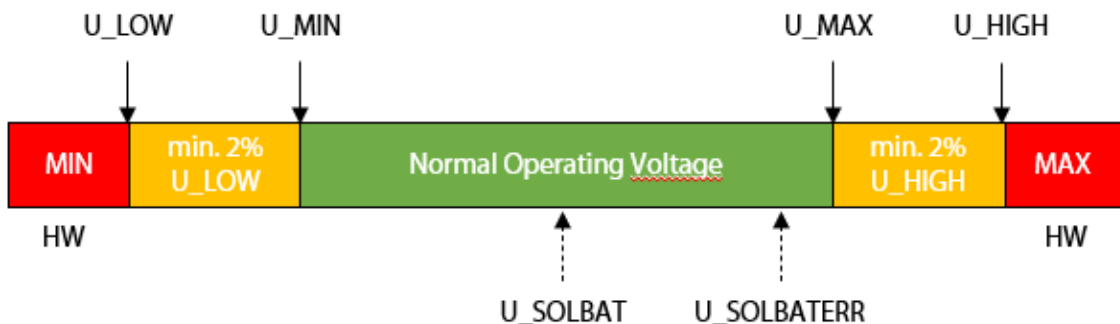 U_LOW U_MIN U_MAX U_HIGH
MIN
min. 2%
U_LOW
Normal Operating Voltage
min. 2%
U_HIGH
MAX
HW HW
U_SOLBAT U_SOLBATERR